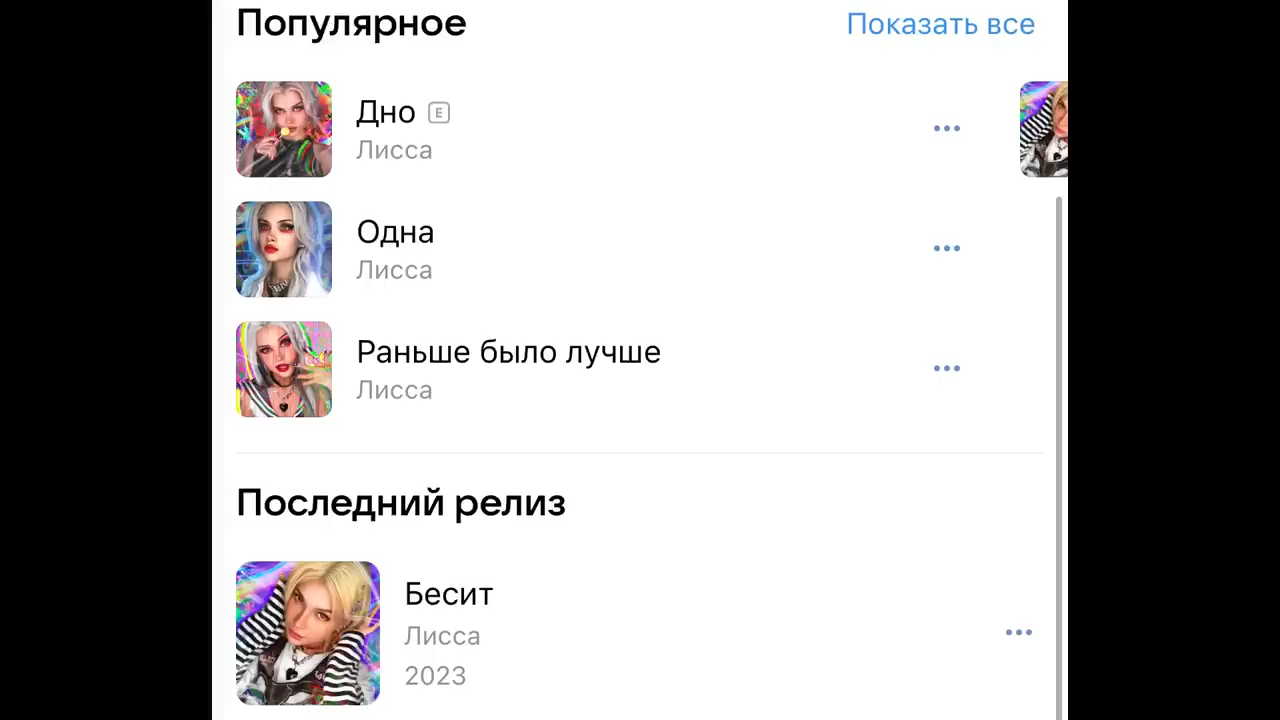 Популярное
Показать все
Дно E
Лисса
Одна
Лисса
Раньше было лучше
Лисса
Последний релиз
Бесит
Лисса
2023